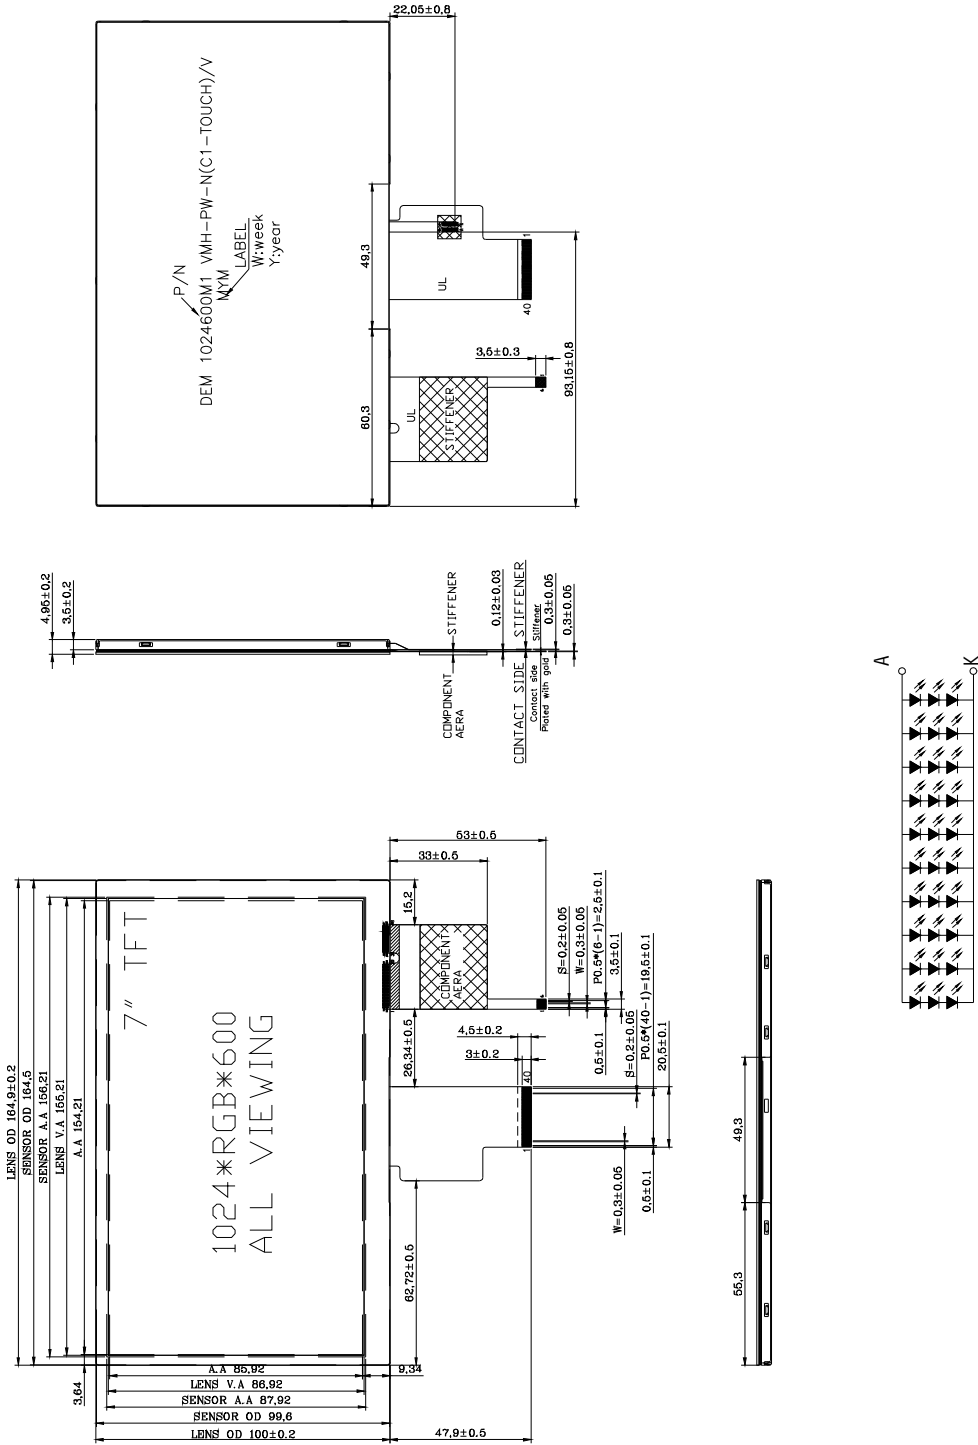 22,05±0,8
P/N
DEM 1024600M1 VMH-PW-N(C1-TOUCH)/V
MYM
LABEL
W:week
Y:year
49,3
60,3
UL
1
40
3,5±0.3
93,15±0,8
UL
STIFFENER
4,95±0,2
3,5±0.2
STIFFENER
COMPONENT
AERA
0,12±0,03
CONTACT SIDE
STIFFENER
Contact side
Plated with gold
Stiffener
0,3±0.05
0,3±0.05
A
K
LENS OD 164,9±0.2
SENSOR OD 164,5
SENSOR A.A 156,21
LENS V.A 155,21
A.A 154,21
7" TFT
1024*RGB*600
ALL VIEWING
53±0.5
33±0.5
15,2
COMPONENT
AERA
26,34±0.5
4,5±0.2
3±0.2
40
1
S=0,2±0.05
W=0,3±0.05
P0.5*(6-1)=2,5±0.1
3,5±0.1
0,5±0.1
S=0,2±0.05
P0.5*(40-1)=19,5±0.1
20,5±0.1
W=0,3±0.05
0,5±0.1
62,72±0.5
3,64
A.A 85,92
9,34
LENS V.A 86,92
SENSOR A.A 87,92
SENSOR OD 99,6
LENS OD 100±0.2
47,9±0.5
49,3
55,3